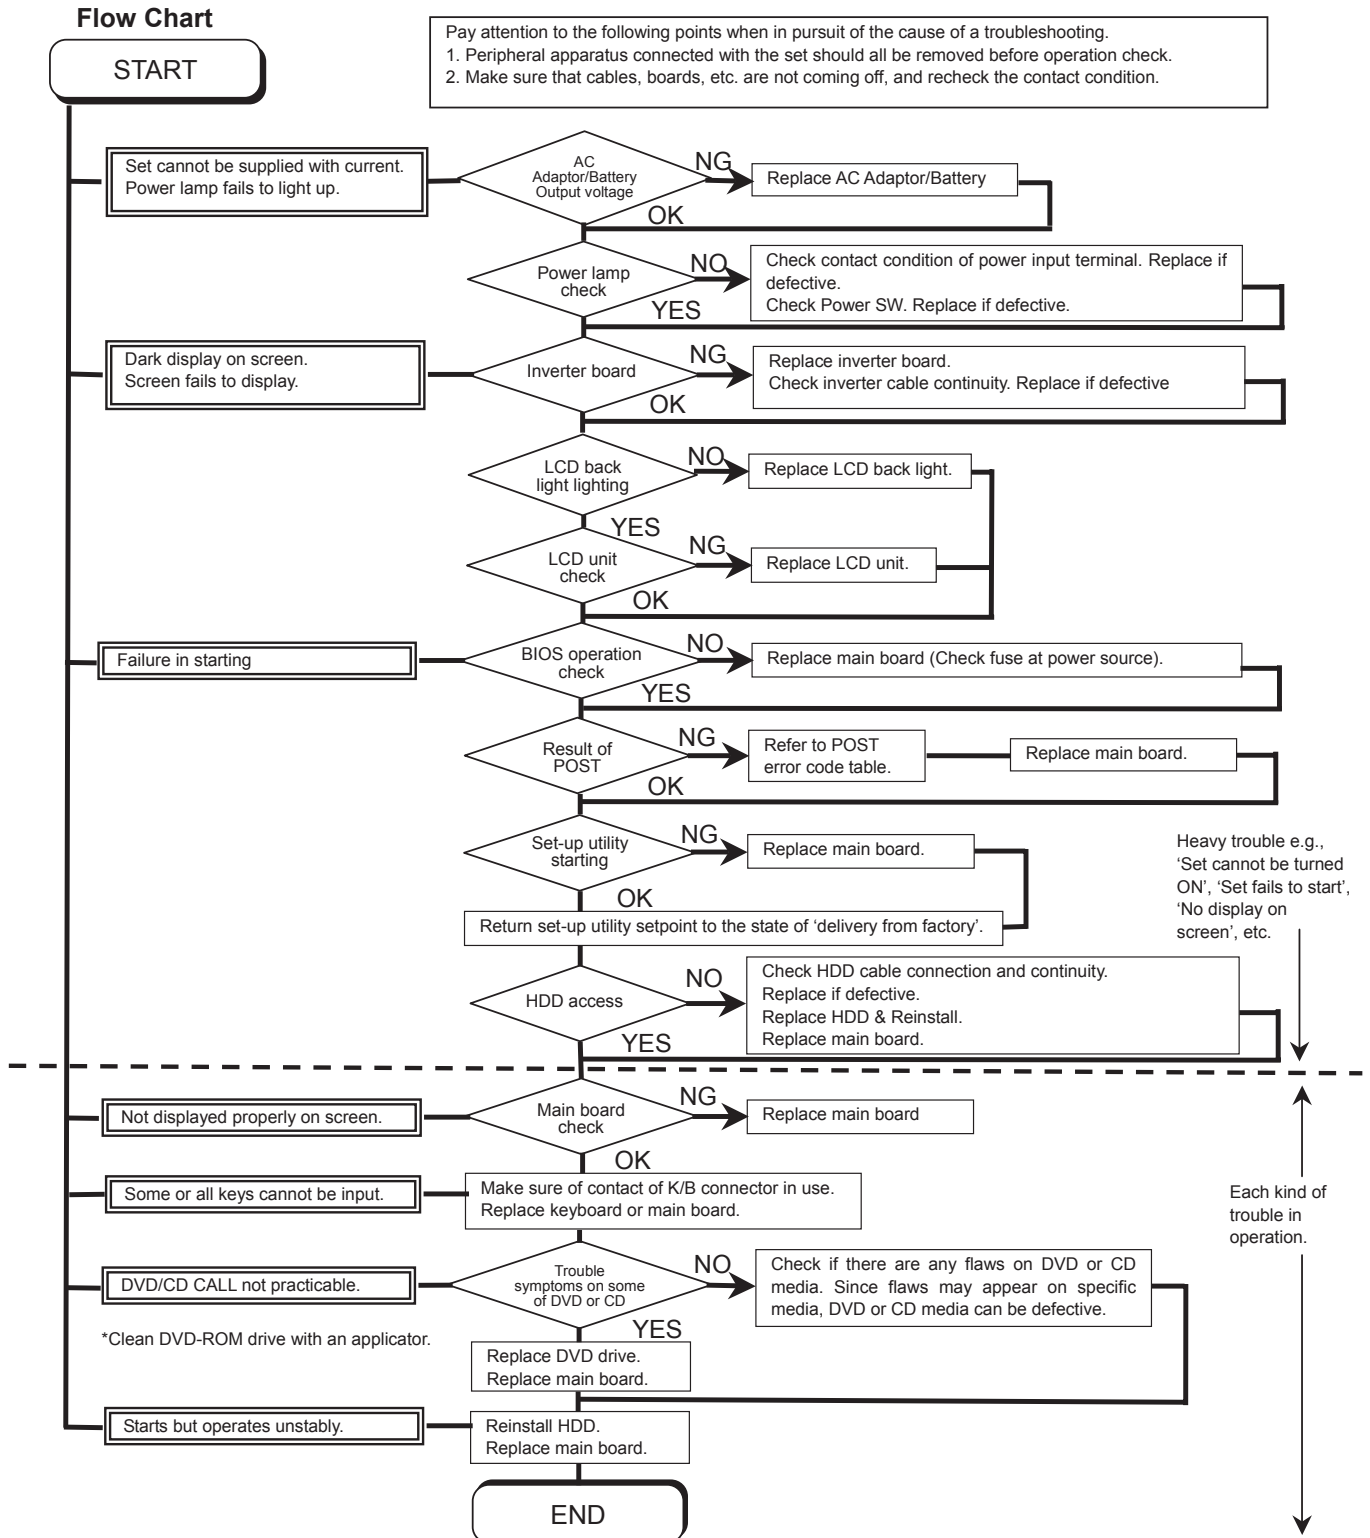 Flow Chart
START
Pay attention to the following points when in pursuit of the cause of a troubleshooting.
1. Peripheral apparatus connected with the set should all be removed before operation check.
2. Make sure that cables, boards, etc. are not coming off, and recheck the contact condition.
Set cannot be supplied with current.
Power lamp fails to light up.
AC
Adaptor/Battery
Output voltage
NG
Replace AC Adaptor/Battery
OK
Power lamp
check
NO
Check contact condition of power input terminal. Replace if
defective.
Check Power SW. Replace if defective.
YES
Dark display on screen.
Screen fails to display.
Inverter board
NG
Replace inverter board.
Check inverter cable continuity. Replace if defective
OK
LCD back
light lighting
NO
Replace LCD back light.
YES
LCD unit
check
NG
Replace LCD unit.
OK
Failure in starting
BIOS operation
check
NO
Replace main board (Check fuse at power source).
YES
Result of
POST
NG
Refer to POST
error code table.
Replace main board.
OK
Set-up utility
starting
NG
Replace main board.
OK
Return set-up utility setpoint to the state of ‘delivery from factory’.
Heavy trouble e.g.,
‘Set cannot be turned
ON’, ‘Set fails to start’,
‘No display on
screen’, etc.
HDD access
NO
Check HDD cable connection and continuity.
Replace if defective.
Replace HDD & Reinstall.
Replace main board.
YES
Not displayed properly on screen.
Main board
check
NG
Replace main board
OK
Some or all keys cannot be input.
Make sure of contact of K/B connector in use.
Replace keyboard or main board.
Each kind of
trouble in
operation.
DVD/CD CALL not practicable.
Trouble
symptoms on some
of DVD or CD
NO
Check if there are any flaws on DVD or CD
media. Since flaws may appear on specific
media, DVD or CD media can be defective.
*Clean DVD-ROM drive with an applicator.
YES
Replace DVD drive.
Replace main board.
Starts but operates unstably.
Reinstall HDD.
Replace main board.
END